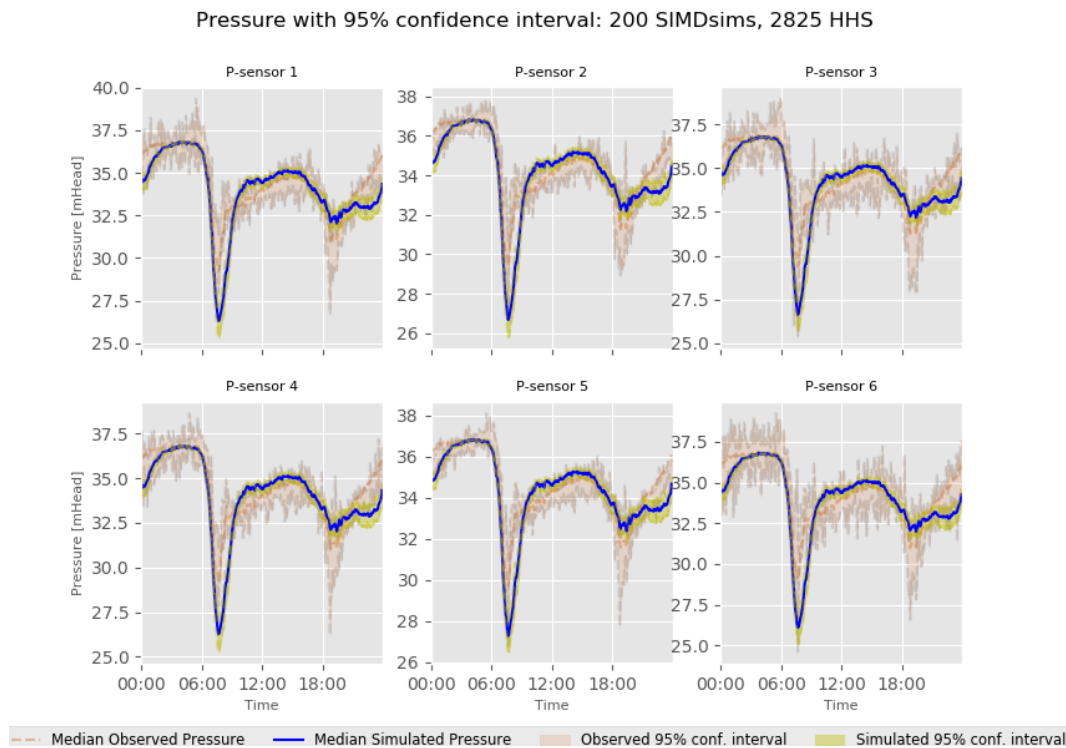 Pressure with 95% confidence interval: 200 SIMDsims, 2825 HHS
P-sensor 1
P-sensor 2
P-sensor 3
40.0
37.5
35.0
32.5
30.0
27.5
25.0
Pressure [mHead]
38
36
34
32
30
28
26
37.5
35.0
32.5
30.0
27.5
25.0
P-sensor 4
P-sensor 5
P-sensor 6
37.5
35.0
32.5
30.0
27.5
25.0
Pressure [mHead]
38
36
34
32
30
28
26
37.5
35.0
32.5
30.0
27.5
25.0
00:00 06:00 12:00 18:00
00:00 06:00 12:00 18:00
00:00 06:00 12:00 18:00
Time
Time
Time
Median Observed Pressure
Median Simulated Pressure
Observed 95% conf. interval
Simulated 95% conf. interval